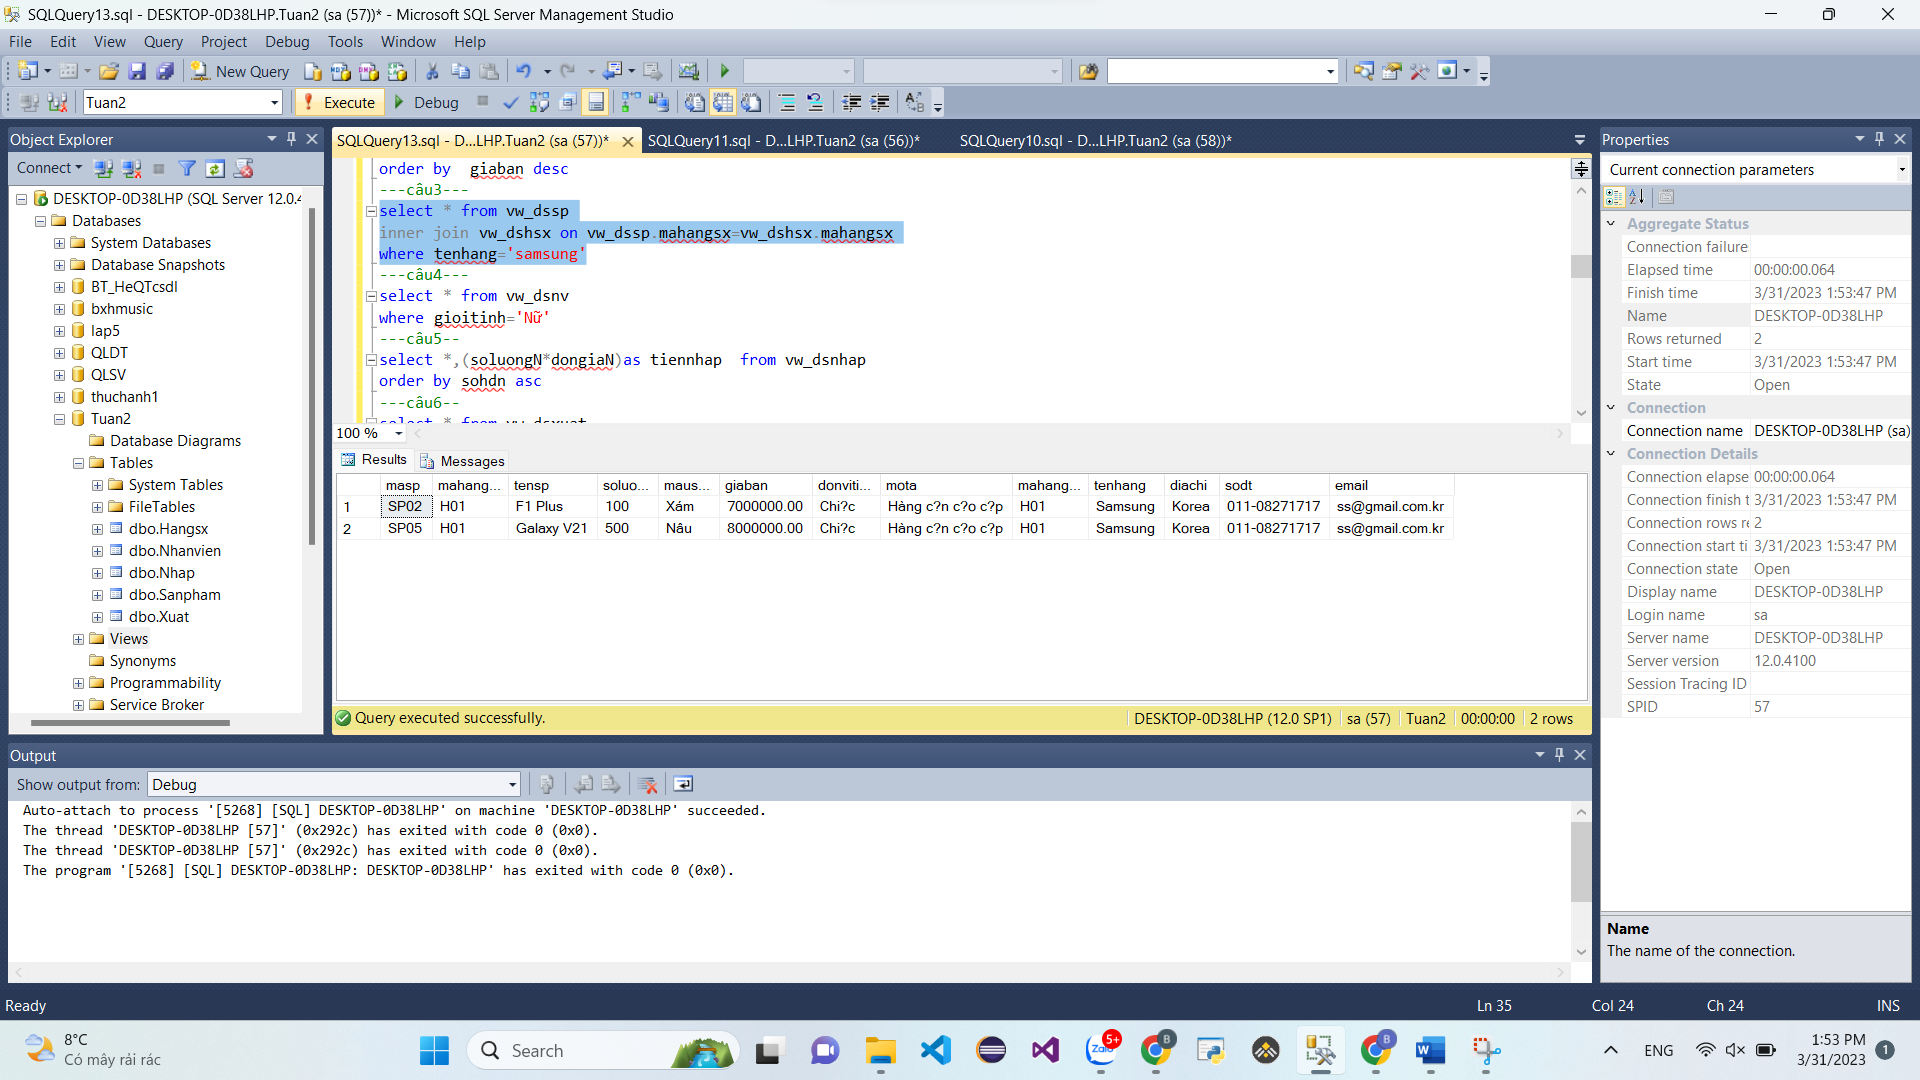 SQLQuery13.sql - DESKTOP-0D38LHP.Tuan2 (sa (57))* - Microsoft SQL Server Management Studio
File Edit View Query Project Debug Tools Window Help
New Query
Tuan2 Execute Debug
Object Explorer
Connect
DESKTOP-0D38LHP (SQL Server 12.0.4
Databases
System Databases
Database Snapshots
BT_HeQTcsdl
bxhmusic
lap5
QLDT
QLSV
thuchanh1
Tuan2
Database Diagrams
Tables
System Tables
FileTables
dbo.Hangsx
dbo.Nhanvien
dbo.Nhap
dbo.Sanpham
dbo.Xuat
Views
Synonyms
Programmability
Service Broker
SQLQuery13.sql - D...LHP.Tuan2 (sa (57))* SQLQuery11.sql - D...LHP.Tuan2 (sa (56))* SQLQuery10.sql - D...LHP.Tuan2 (sa (58))*
order by  giaban desc
---câu3---
select * from vw_dssp
inner join vw_dshsx on vw_dssp.mahangsx=vw_dshsx.mahangsx
where tenhang='samsung'
---câu4---
select * from vw_dsnv
where gioitinh='Nữ'
---câu5--
select *,(soluongN*dongiaN)as tiennhap  from vw_dsnhap
order by sohdn asc
---câu6--
select * from vw_dsxuat
100 %
Results Messages
masp mahang... tensp soluo... maus... giaban donviti... mota mahang... tenhang diachi sodt email
1 SP02 H01 F1 Plus 100 Xám 7000000.00 Chi?c Hàng c?n c?o c?p H01 Samsung Korea 011-08271717 ss@gmail.com.kr
2 SP05 H01 Galaxy V21 500 Nâu 8000000.00 Chi?c Hàng c?n c?o c?p H01 Samsung Korea 011-08271717 ss@gmail.com.kr
Query executed successfully. DESKTOP-0D38LHP (12.0 SP1) sa (57) Tuan2 00:00:00 2 rows
Properties
Current connection parameters
Aggregate Status
Connection failure
Elapsed time 00:00:00.064
Finish time 3/31/2023 1:53:47 PM
Name DESKTOP-0D38LHP
Rows returned 2
Start time 3/31/2023 1:53:47 PM
State Open
Connection
Connection name DESKTOP-0D38LHP (sa)
Connection Details
Connection elapse 00:00:00.064
Connection finish t 3/31/2023 1:53:47 PM
Connection rows re 2
Connection start ti 3/31/2023 1:53:47 PM
Connection state Open
Display name DESKTOP-0D38LHP
Login name sa
Server name DESKTOP-0D38LHP
Server version 12.0.4100
Session Tracing ID
SPID 57
Name
The name of the connection.
Output
Show output from: Debug
Auto-attach to process '[5268] [SQL] DESKTOP-0D38LHP' on machine 'DESKTOP-0D38LHP' succeeded.
The thread 'DESKTOP-0D38LHP [57]' (0x292c) has exited with code 0 (0x0).
The thread 'DESKTOP-0D38LHP [57]' (0x292c) has exited with code 0 (0x0).
The program '[5268] [SQL] DESKTOP-0D38LHP: DESKTOP-0D38LHP' has exited with code 0 (0x0).
Ready Ln 35 Col 24 Ch 24 INS
8°C
Có mây rải rác
Search
Zalo 5+
ENG
1:53 PM
3/31/2023
1